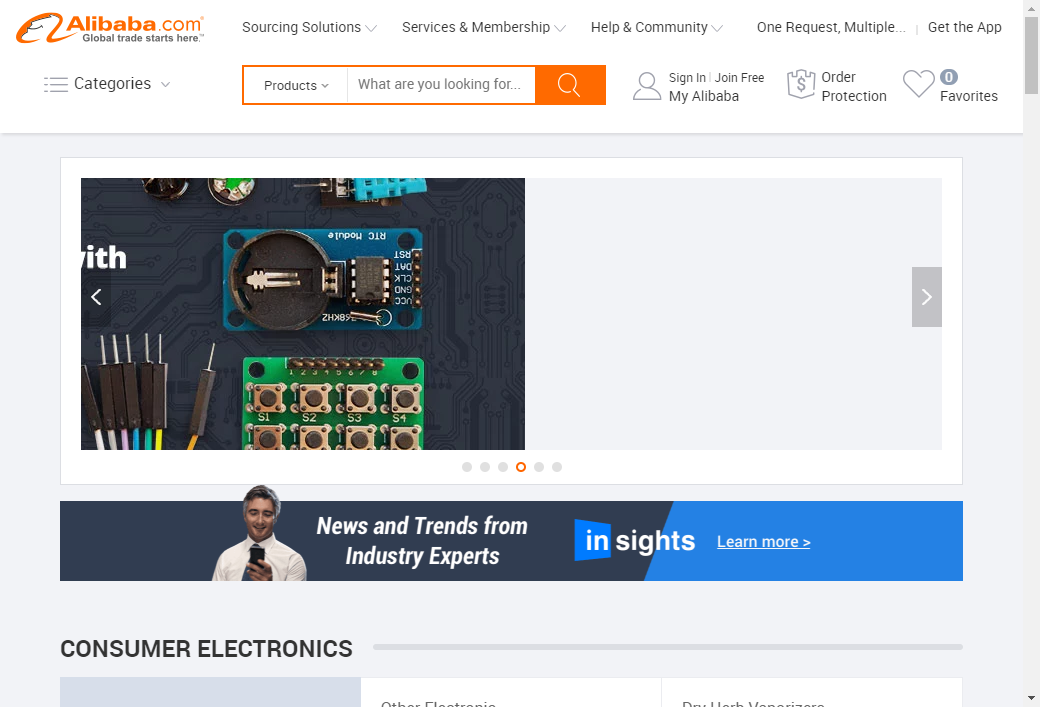 Alibaba.com
Global trade starts here.™
Sourcing Solutions
Services & Membership
Help & Community
One Request, Multiple...
Get the App
Categories
Products
What are you looking for...
Sign In
Join Free
My Alibaba
Order
Protection
0
Favorites
with
RTC Module
RST
DAT
CLK
GND
VCC
1 2 3 4 5 6 7 8
S1 S2 S3 S4
News and Trends from
Industry Experts
in sights
Learn more >
CONSUMER ELECTRONICS
Other Electronic
Dry Herb Vaporizers